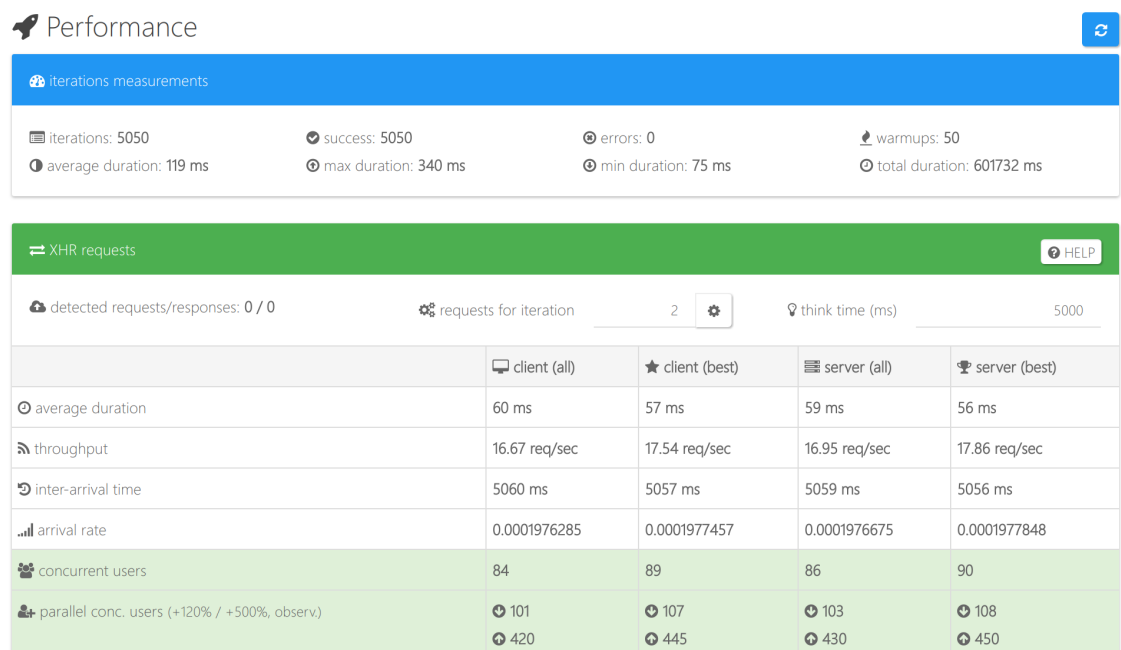 Performance
iterations measurements
iterations: 5050 success: 5050 errors: 0 warmups: 50
average duration: 119 ms max duration: 340 ms min duration: 75 ms total duration: 601732 ms
XHR requests HELP
detected requests/responses: 0 / 0 requests for iteration 2 think time (ms) 5000
client (all) client (best) server (all) server (best)
average duration 60 ms 57 ms 59 ms 56 ms
throughput 16.67 req/sec 17.54 req/sec 16.95 req/sec 17.86 req/sec
inter-arrival time 5060 ms 5057 ms 5059 ms 5056 ms
arrival rate 0.0001976285 0.0001977457 0.0001976675 0.0001977848
concurrent users 84 89 86 90
parallel conc. users (+120% / +500%, observ.) 101 107 103 108
420 445 430 450